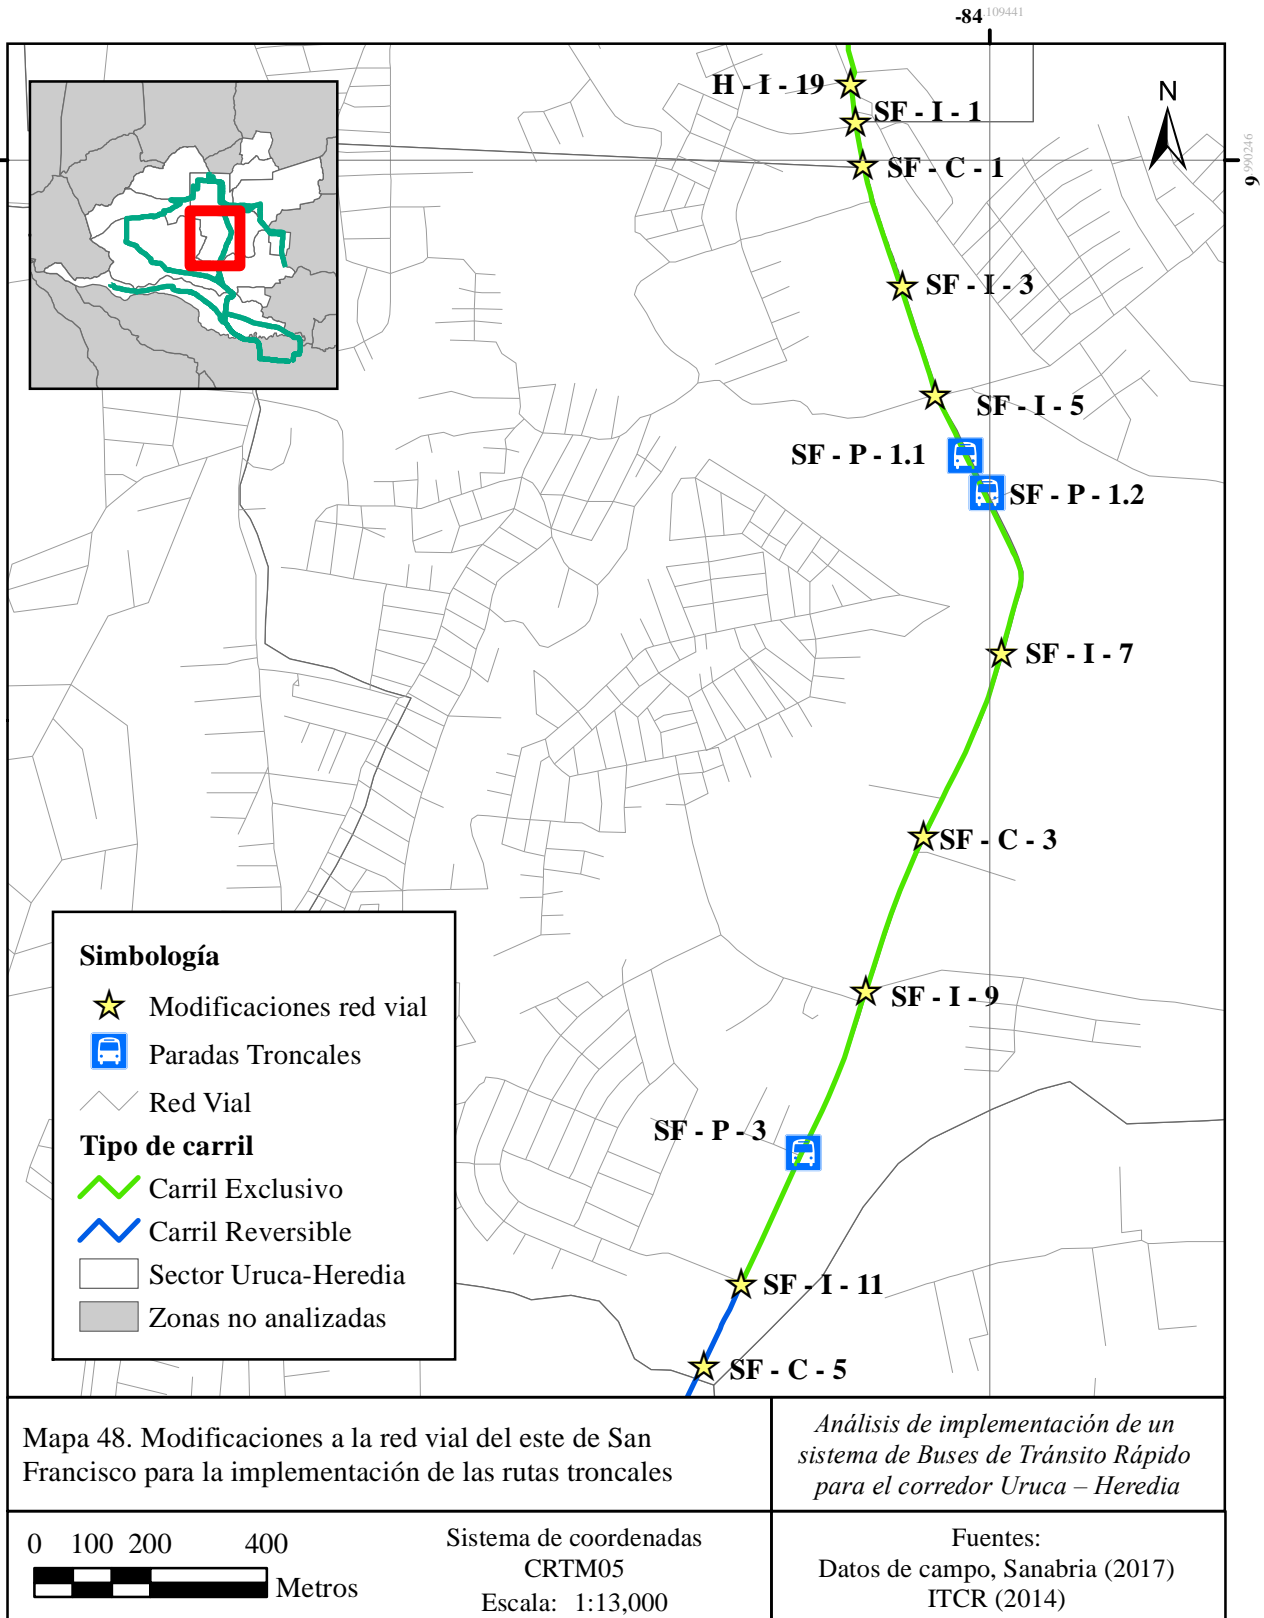 -84.109441
N
9.990246
H - I - 19
SF - I - 1
SF - C - 1
SF - I - 3
SF - I - 5
SF - P - 1.1
SF - P - 1.2
SF - I - 7
SF - C - 3
SF - I - 9
SF - P - 3
SF - I - 11
SF - C - 5
Simbología
Modificaciones red vial
Paradas Troncales
Red Vial
Tipo de carril
Carril Exclusivo
Carril Reversible
Sector Uruca-Heredia
Zonas no analizadas
Mapa 48. Modificaciones a la red vial del este de San
Francisco para la implementación de las rutas troncales
Análisis de implementación de un
sistema de Buses de Tránsito Rápido
para el corredor Uruca – Heredia
0 100 200 400
Metros
Sistema de coordenadas
CRTM05
Escala: 1:13,000
Fuentes:
Datos de campo, Sanabria (2017)
ITCR (2014)